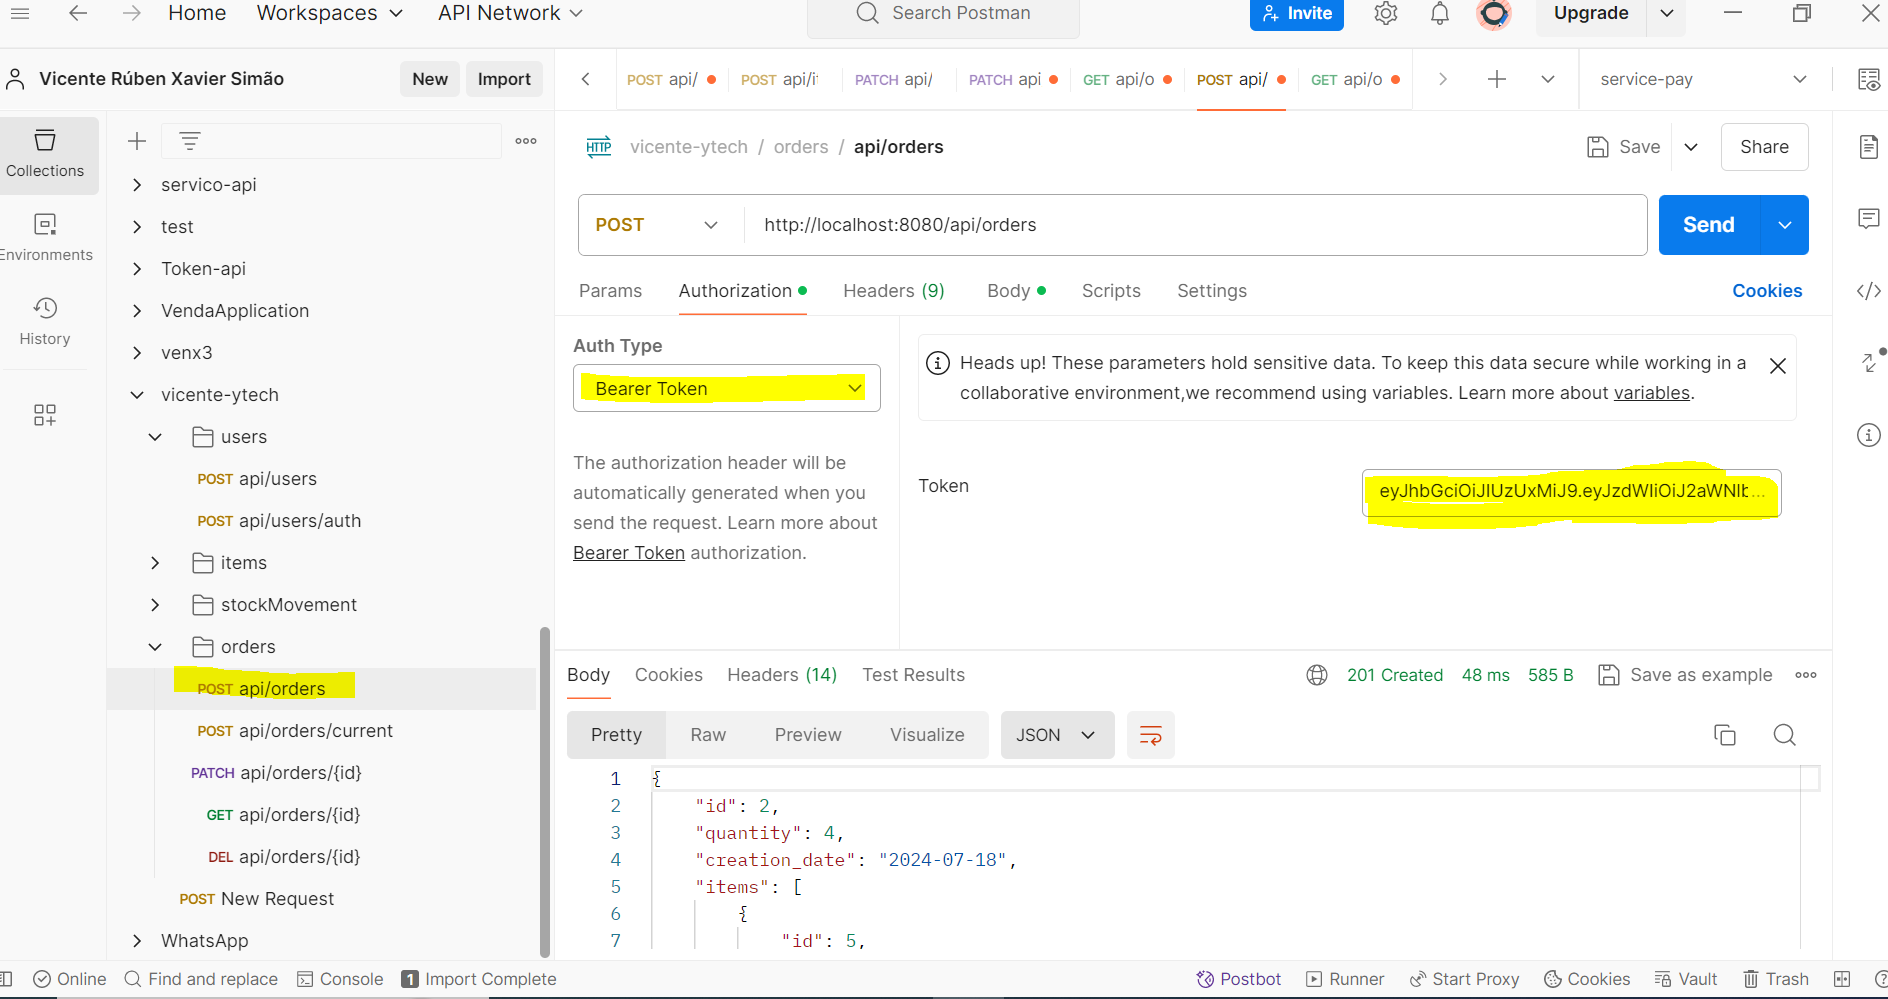 Home Workspaces API Network Search Postman Invite Upgrade
Vicente Rúben Xavier Simão New Import
POST api/ POST api/it PATCH api/ PATCH api GET api/o POST api/ GET api/o service-pay
Collections
Environments
History
servico-api
test
Token-api
VendaApplication
venx3
vicente-ytech
users
POST api/users
POST api/users/auth
items
stockMovement
orders
POST api/orders
POST api/orders/current
PATCH api/orders/{id}
GET api/orders/{id}
DEL api/orders/{id}
POST New Request
WhatsApp
HTTP vicente-ytech / orders / api/orders Save Share
POST http://localhost:8080/api/orders Send
Params Authorization Headers (9) Body Scripts Settings Cookies
Auth Type
Bearer Token
The authorization header will be
automatically generated when you
send the request. Learn more about
Bearer Token authorization.
Heads up! These parameters hold sensitive data. To keep this data secure while working in a
collaborative environment,we recommend using variables. Learn more about variables.
Token eyJhbGciOiJIUzUxMiJ9.eyJzdWIiOiJ2aWNlb...
Body Cookies Headers (14) Test Results 201 Created 48 ms 585 B Save as example
Pretty Raw Preview Visualize JSON
1 {
2 "id": 2,
3 "quantity": 4,
4 "creation_date": "2024-07-18",
5 "items": [
6 {
7 "id": 5,
Online Find and replace Console 1 Import Complete Postbot Runner Start Proxy Cookies Vault Trash